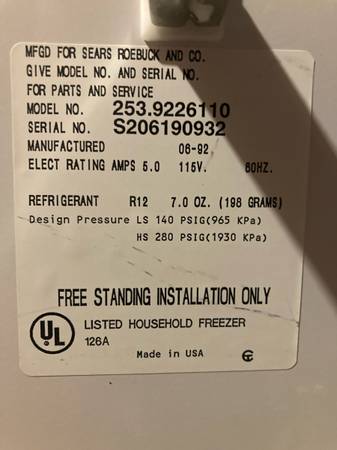 MFGD FOR SEARS ROEBUCK AND CO.
GIVE MODEL NO. AND SERIAL NO.
FOR PARTS AND SERVICE
MODEL NO. 253.9226110
SERIAL NO. S206190932
MANUFACTURED 06-92
ELECT RATING AMPS 5.0 115V. 60HZ.
REFRIGERANT R12 7.0 OZ. (198 GRAMS)
Design Pressure LS 140 PSIG(965 KPa)
HS 280 PSIG(1930 KPa)
FREE STANDING INSTALLATION ONLY
UL LISTED HOUSEHOLD FREEZER
126A
Made in USA